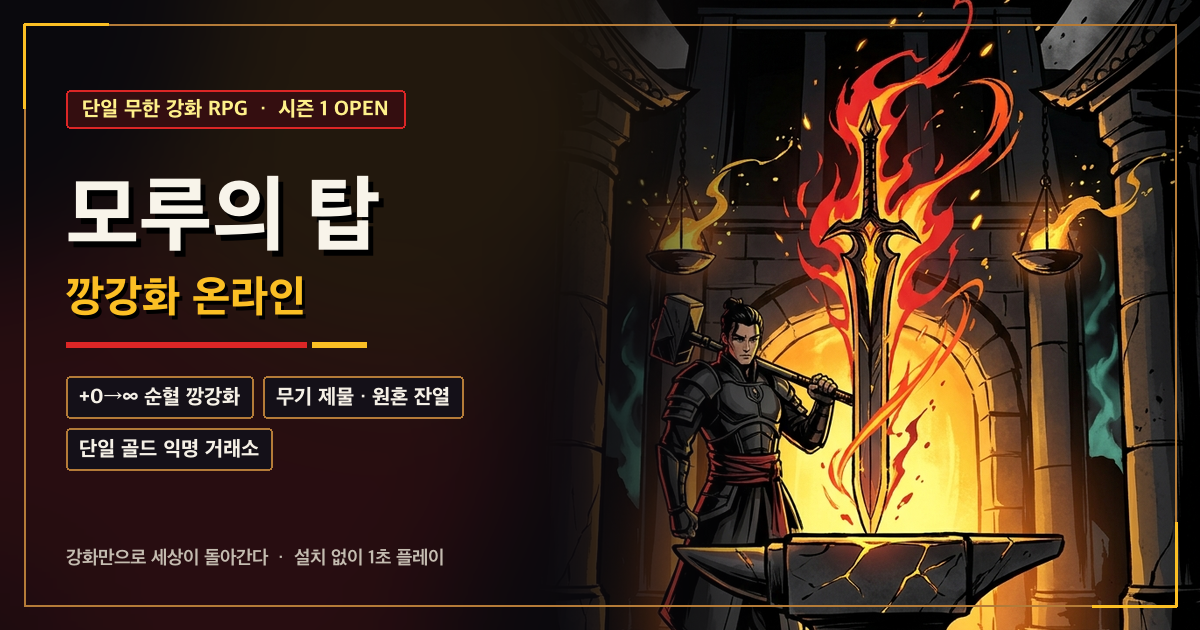 단일 무한 강화 RPG · 시즌 1 OPEN
모루의 탑
깡강화 온라인
+0→∞ 순혈 깡강화
무기 제물 · 원혼 잔열
단일 골드 익명 거래소
강화만으로 세상이 돌아간다 · 설치 없이 1초 플레이